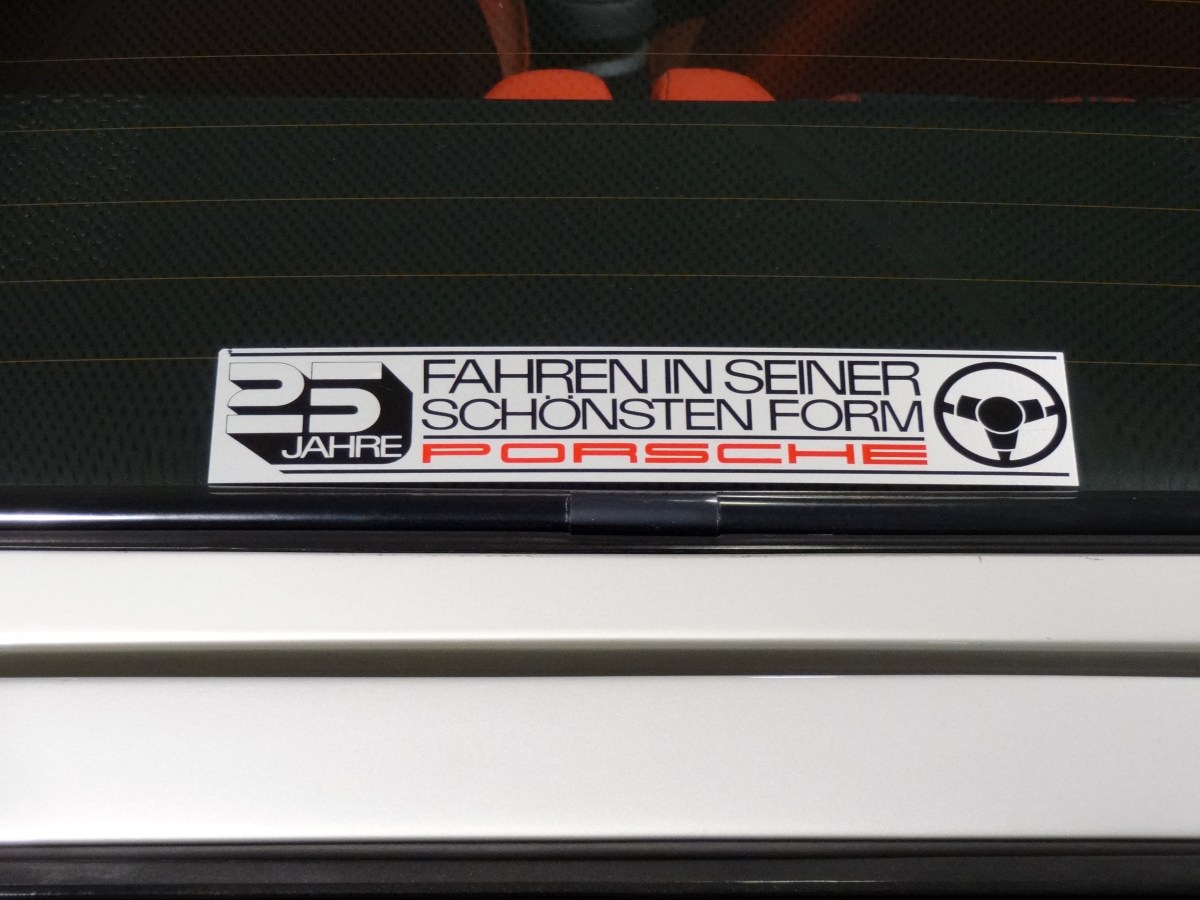 25
JAHRE
FAHREN IN SEINER
SCHÖNSTEN FORM
PORSCHE